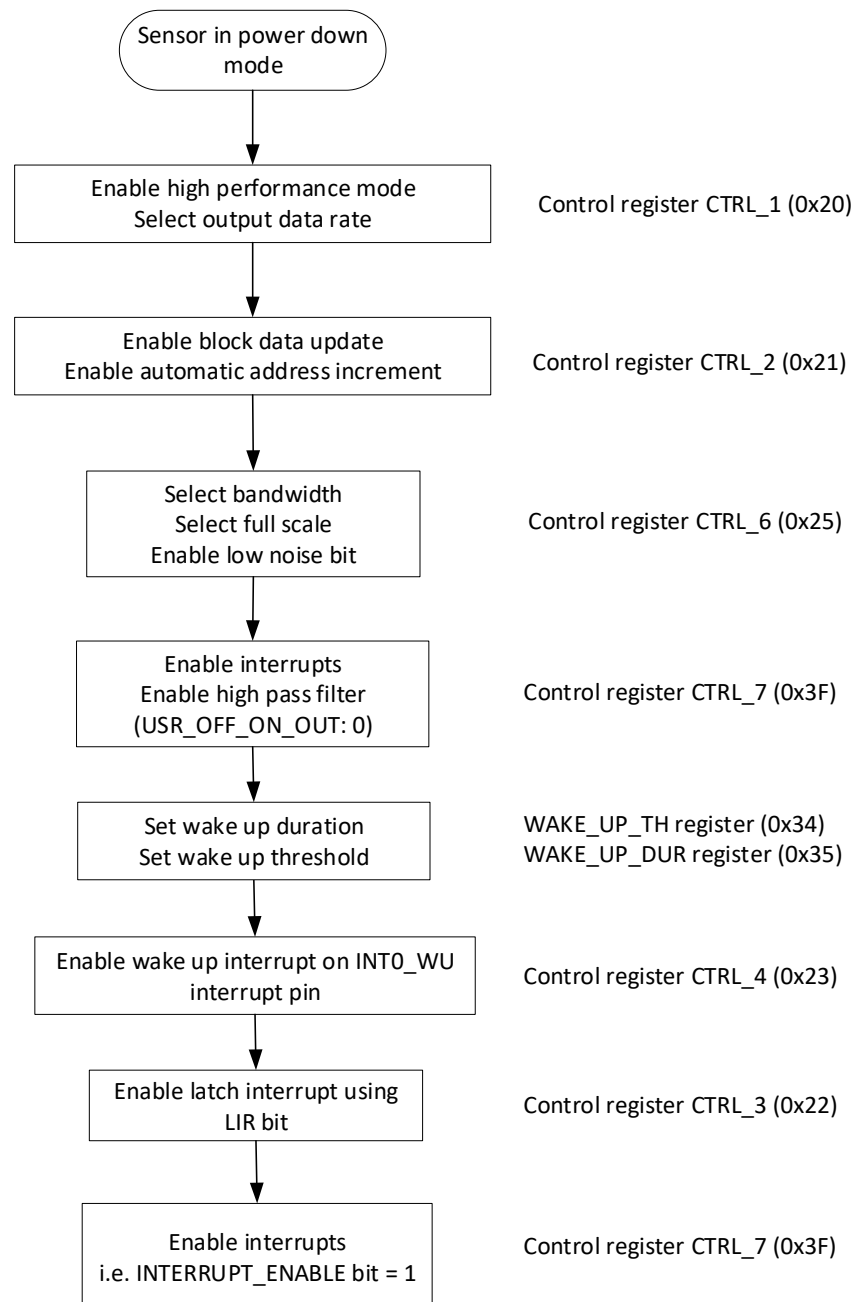 Sensor in power down
mode
Enable high performance mode
Select output data rate
Control register CTRL_1 (0x20)
Enable block data update
Enable automatic address increment
Control register CTRL_2 (0x21)
Select bandwidth
Select full scale
Enable low noise bit
Control register CTRL_6 (0x25)
Enable interrupts
Enable high pass filter
(USR_OFF_ON_OUT: 0)
Control register CTRL_7 (0x3F)
Set wake up duration
Set wake up threshold
WAKE_UP_TH register (0x34)
WAKE_UP_DUR register (0x35)
Enable wake up interrupt on INT0_WU
interrupt pin
Control register CTRL_4 (0x23)
Enable latch interrupt using
LIR bit
Control register CTRL_3 (0x22)
Enable interrupts
i.e. INTERRUPT_ENABLE bit = 1
Control register CTRL_7 (0x3F)